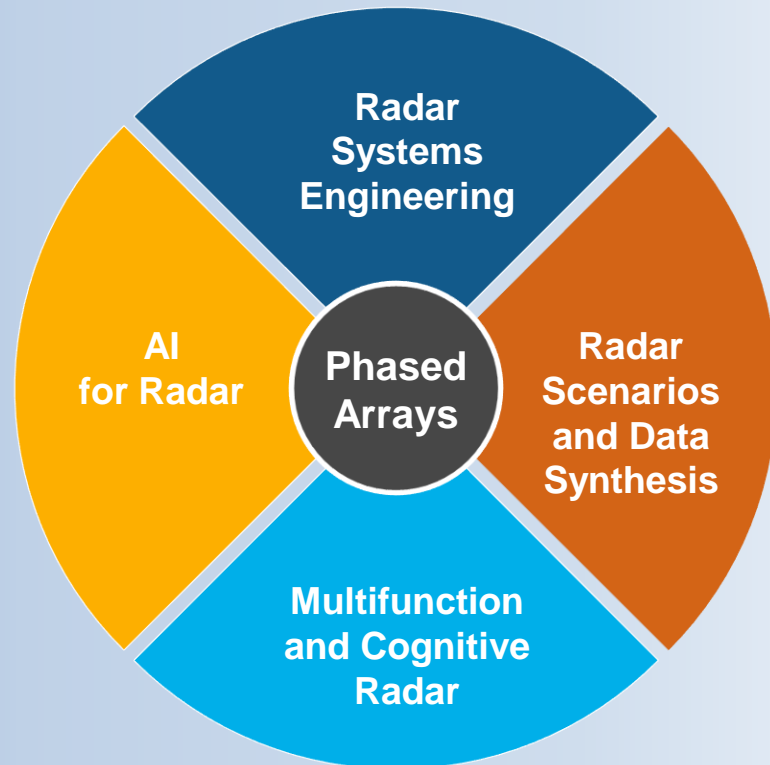 Radar
Systems
Engineering
AI
for Radar
Phased
Arrays
Radar
Scenarios
and Data
Synthesis
Multifunction
and Cognitive
Radar